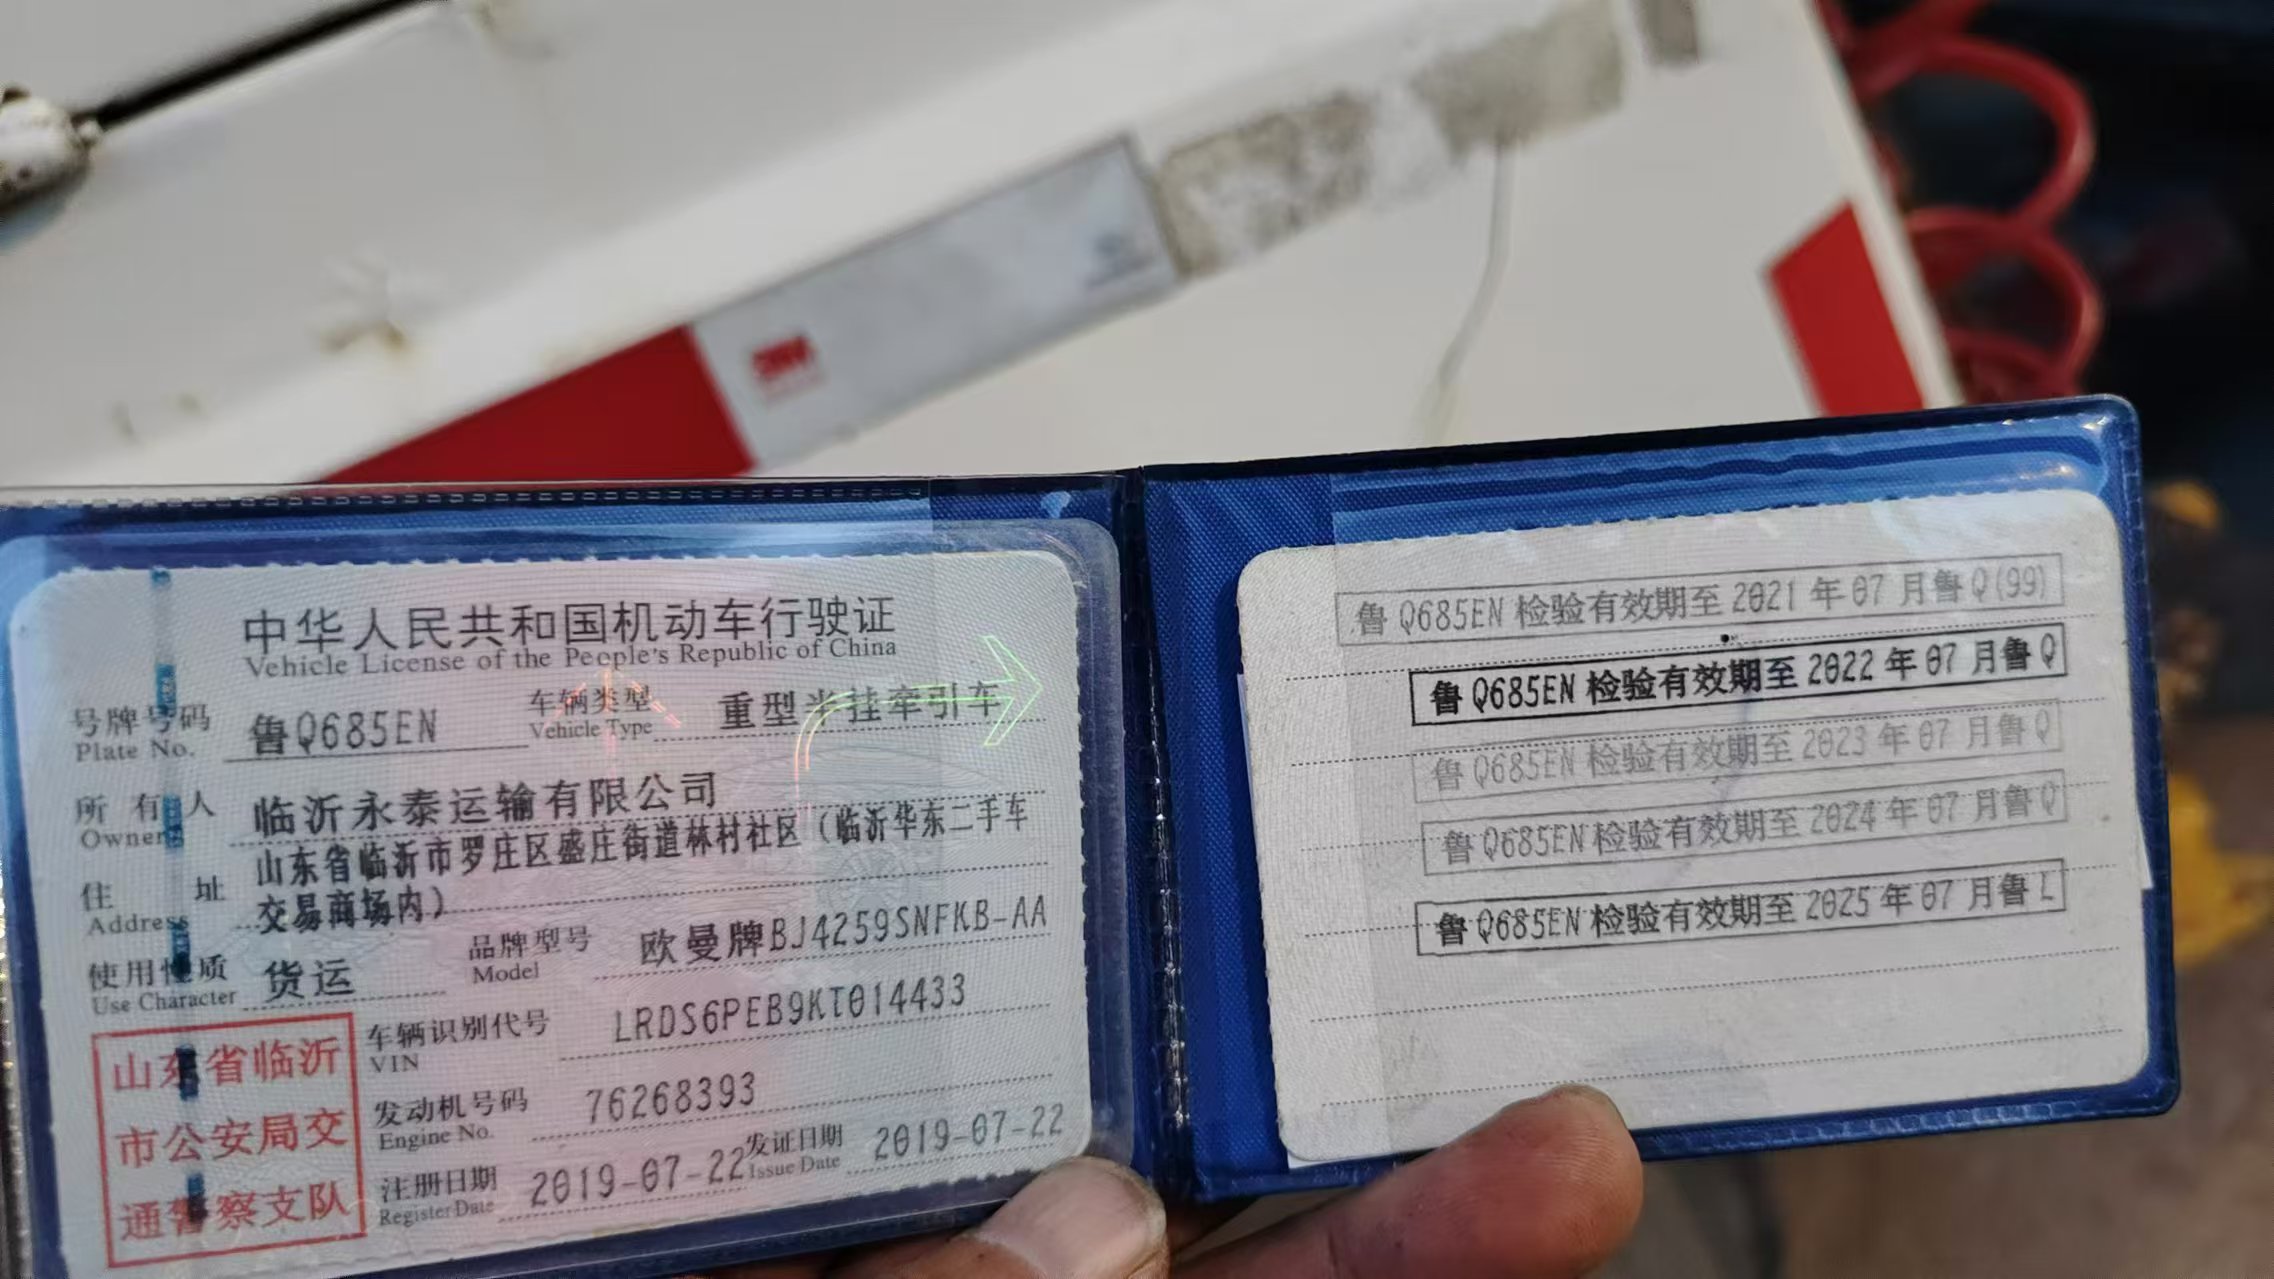 中华人民共和国机动车行驶证
Vehicle License of the People's Republic of China
号牌号码 鲁Q685EN 车辆类型 重型半挂牵引车
Plate No. Vehicle Type
所有人 临沂永泰运输有限公司
Owner
住址 山东省临沂市罗庄区盛庄街道林村社区（临沂华东二手车
Address 交易商场内）
使用性质 货运 品牌型号 欧曼牌BJ4259SNFKB-AA
Use Character Model
车辆识别代号 LRDS6PEB9KT014433
VIN
发动机号码 76268393
Engine No.
注册日期 2019-07-22 发证日期 2019-07-22
Register Date Issue Date
山东省临沂
市公安局交
通警察支队
鲁Q685EN检验有效期至2021年07月鲁Q(99)
鲁Q685EN检验有效期至2022年07月鲁Q
鲁Q685EN检验有效期至2023年07月鲁Q
鲁Q685EN检验有效期至2024年07月鲁Q
鲁Q685EN检验有效期至2025年07月鲁L